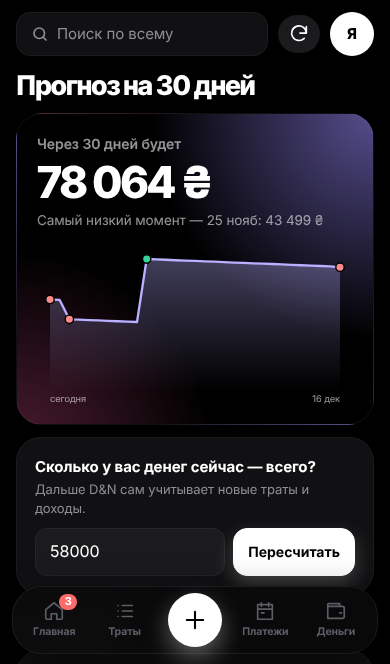 Поиск по всему
Я
Прогноз на 30 дней
Через 30 дней будет
78 064 ₴
Самый низкий момент — 25 нояб: 43 499 ₴
сегодня
16 дек
Сколько у вас денег сейчас — всего?
Дальше D&N сам учитывает новые траты и
доходы.
58000
Пересчитать
3
Главная
Траты
Платежи
Деньги